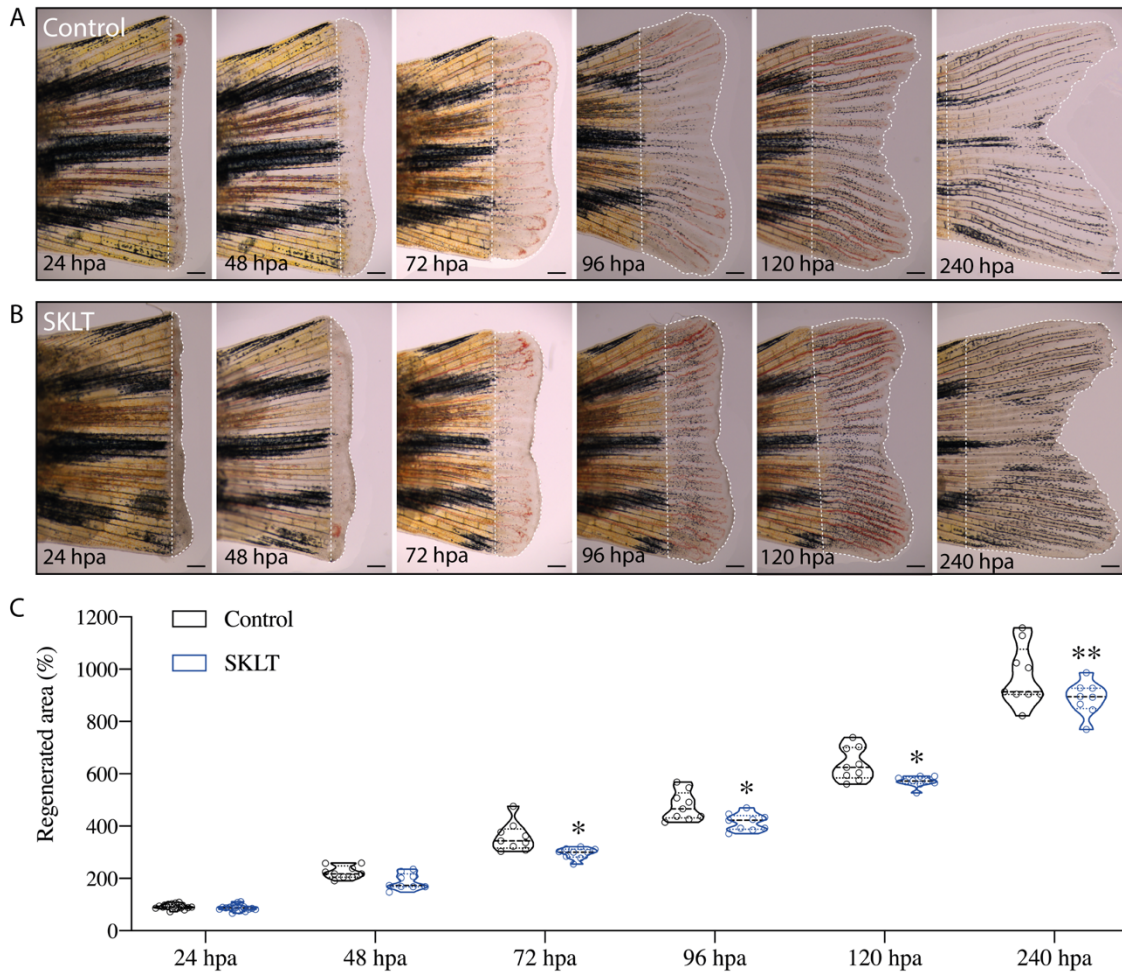 A
Control
24 hpa
48 hpa
72 hpa
96 hpa
120 hpa
240 hpa
B
SKLT
24 hpa
48 hpa
72 hpa
96 hpa
120 hpa
240 hpa
C
Regenerated area (%)
1200
1000
800
600
400
200
0
Control
SKLT
*
*
*
**
24 hpa
48 hpa
72 hpa
96 hpa
120 hpa
240 hpa